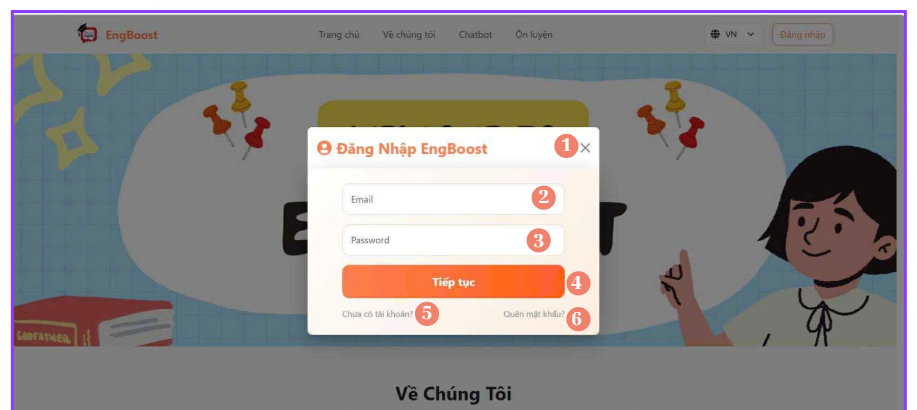 EngBoost
Trang chủ Về chúng tôi Chatbot Ôn luyện
VN Đăng nhập
Đăng Nhập EngBoost
1
Email
2
Password
3
Tiếp tục
4
Chưa có tài khoản?
5
Quên mật khẩu?
6
GODFATHER
Về Chúng Tôi